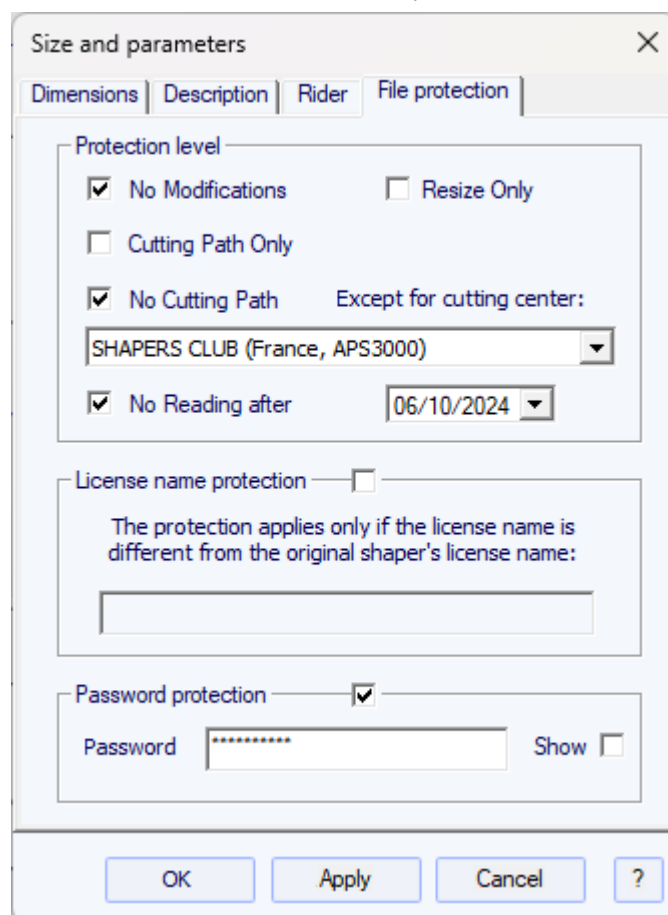 Size and parameters
Dimensions Description Rider File protection
Protection level
No Modifications Resize Only
Cutting Path Only
No Cutting Path Except for cutting center:
SHAPERS CLUB (France, APS3000)
No Reading after 06/10/2024
License name protection
The protection applies only if the license name is
different from the original shaper's license name:
Password protection
Password ********** Show
OK Apply Cancel ?